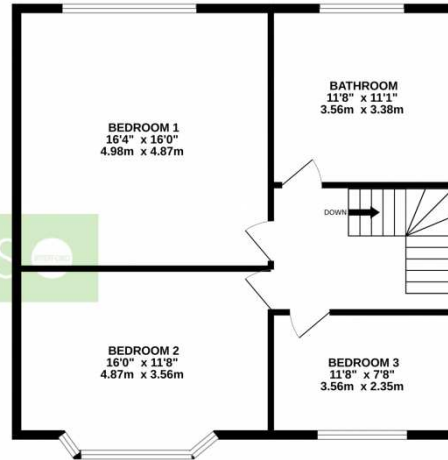 BEDROOM 1
16'4" x 16'0"
4.98m x 4.87m
BATHROOM
11'8" x 11'1"
3.56m x 3.38m
DOWN
S
BEDROOM 2
16'0" x 11'8"
4.87m x 3.56m
BEDROOM 3
11'8" x 7'8"
3.56m x 2.35m